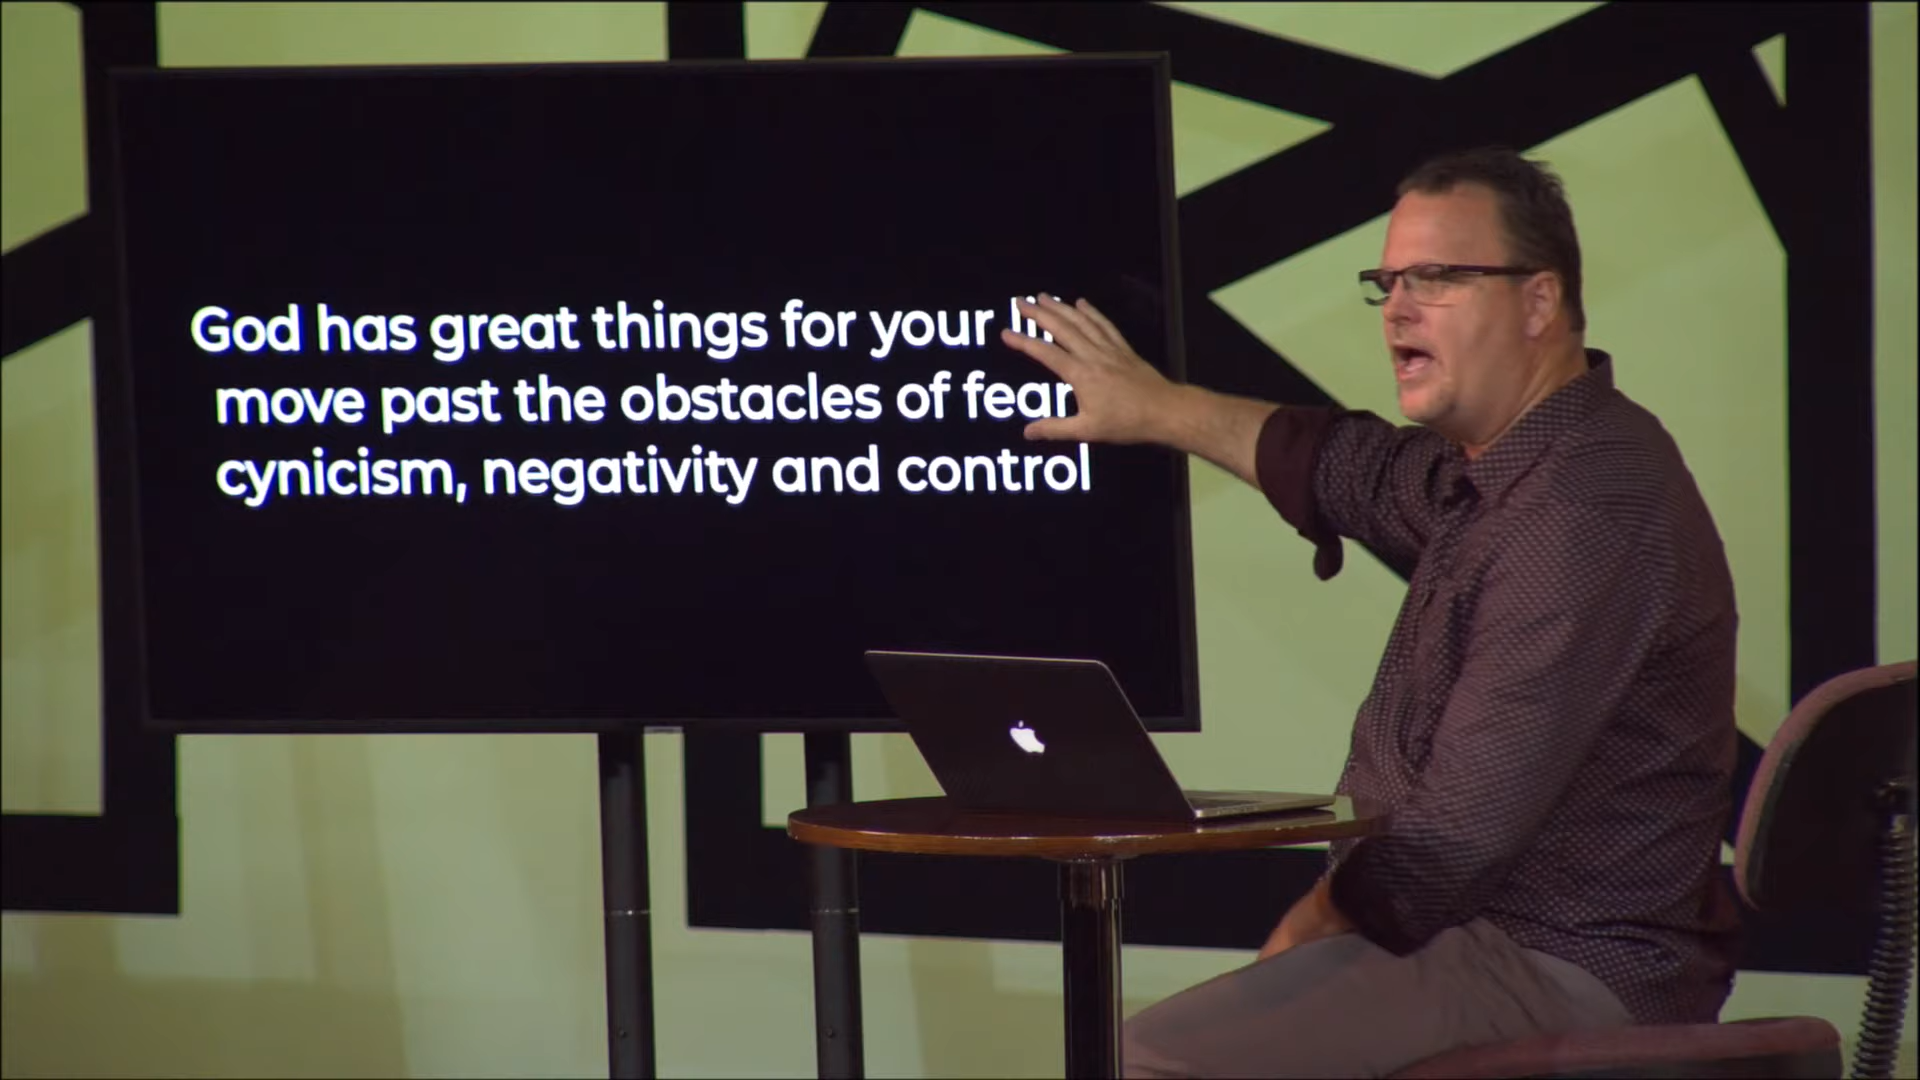 God has great things for your
move past the obstacles of fear
cynicism, negativity and control